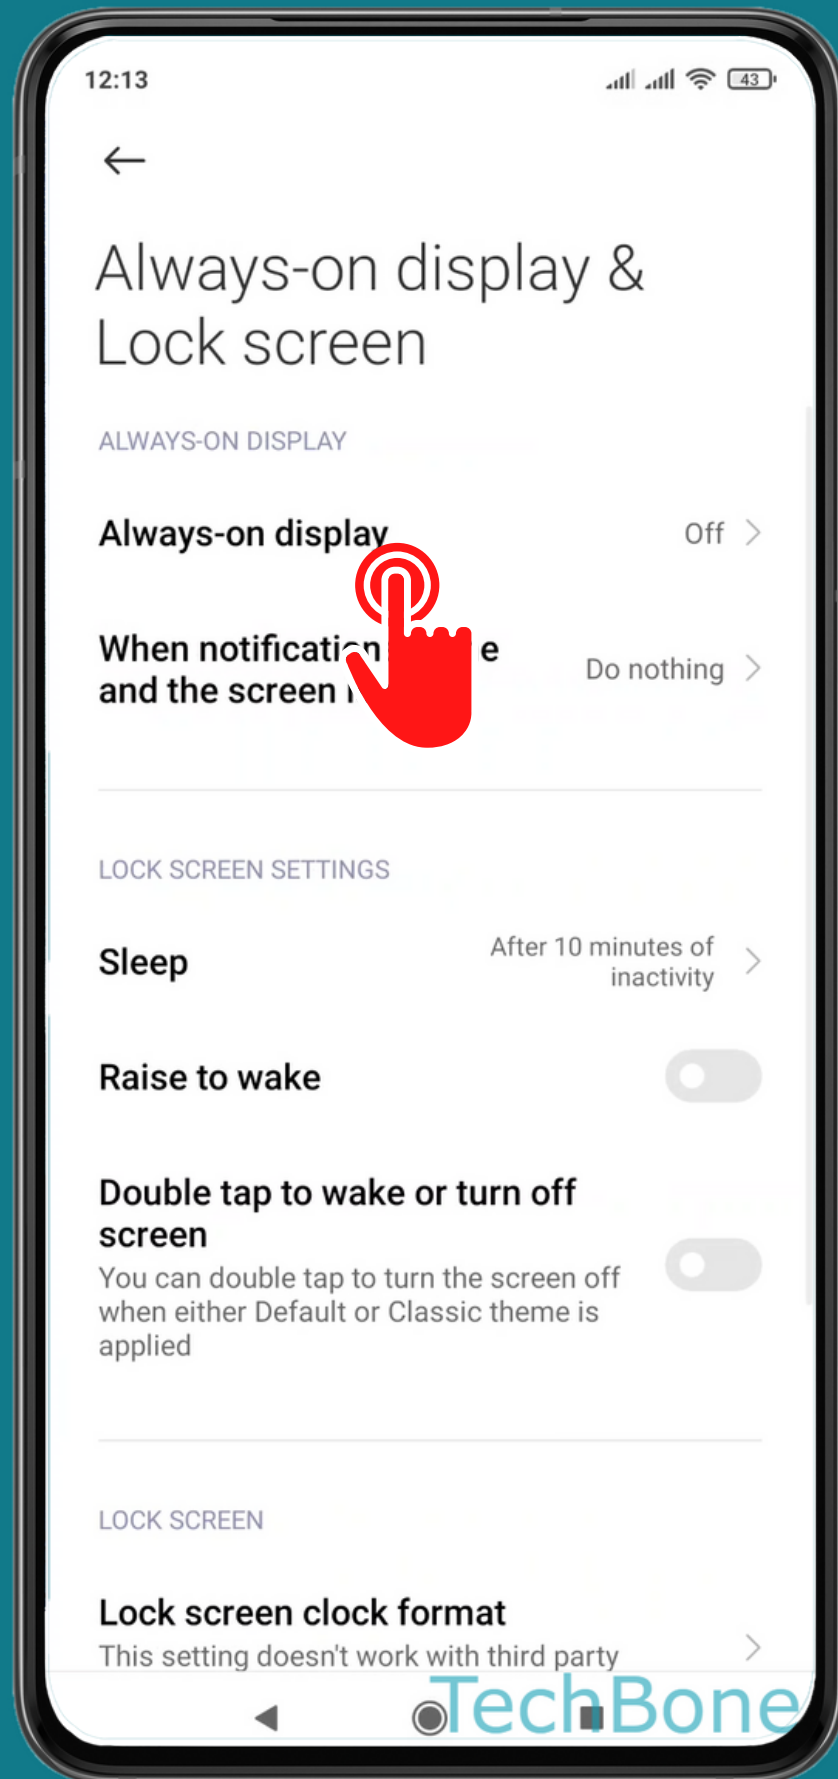 12:13
43
Always-on display &
Lock screen
ALWAYS-ON DISPLAY
Always-on display
Off
When
and the screen
Do nothing
LOCK SCREEN SETTINGS
Sleep
After 10 minutes of
inactivity
Raise to wake
Double tap to wake or turn off
screen
You can double tap to turn the screen off
when either Default or Classic theme is
applied
LOCK SCREEN
Lock screen clock format
This setting doesn't work with third party
TechBone